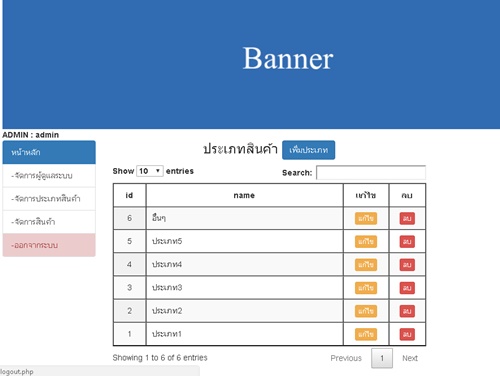 Banner
ADMIN : admin
หน้าหลัก
-จัดการผู้ดูแลระบบ
-จัดการประเภทสินค้า
-จัดการสินค้า
-ออกจากระบบ
ประเภทสินค้า เพิ่มประเภท
Show 10 entries Search:
id name แก้ไข ลบ
6 อื่นๆ แก้ไข ลบ
5 ประเภท5 แก้ไข ลบ
4 ประเภท4 แก้ไข ลบ
3 ประเภท3 แก้ไข ลบ
2 ประเภท2 แก้ไข ลบ
1 ประเภท1 แก้ไข ลบ
Showing 1 to 6 of 6 entries Previous 1 Next
logout.php